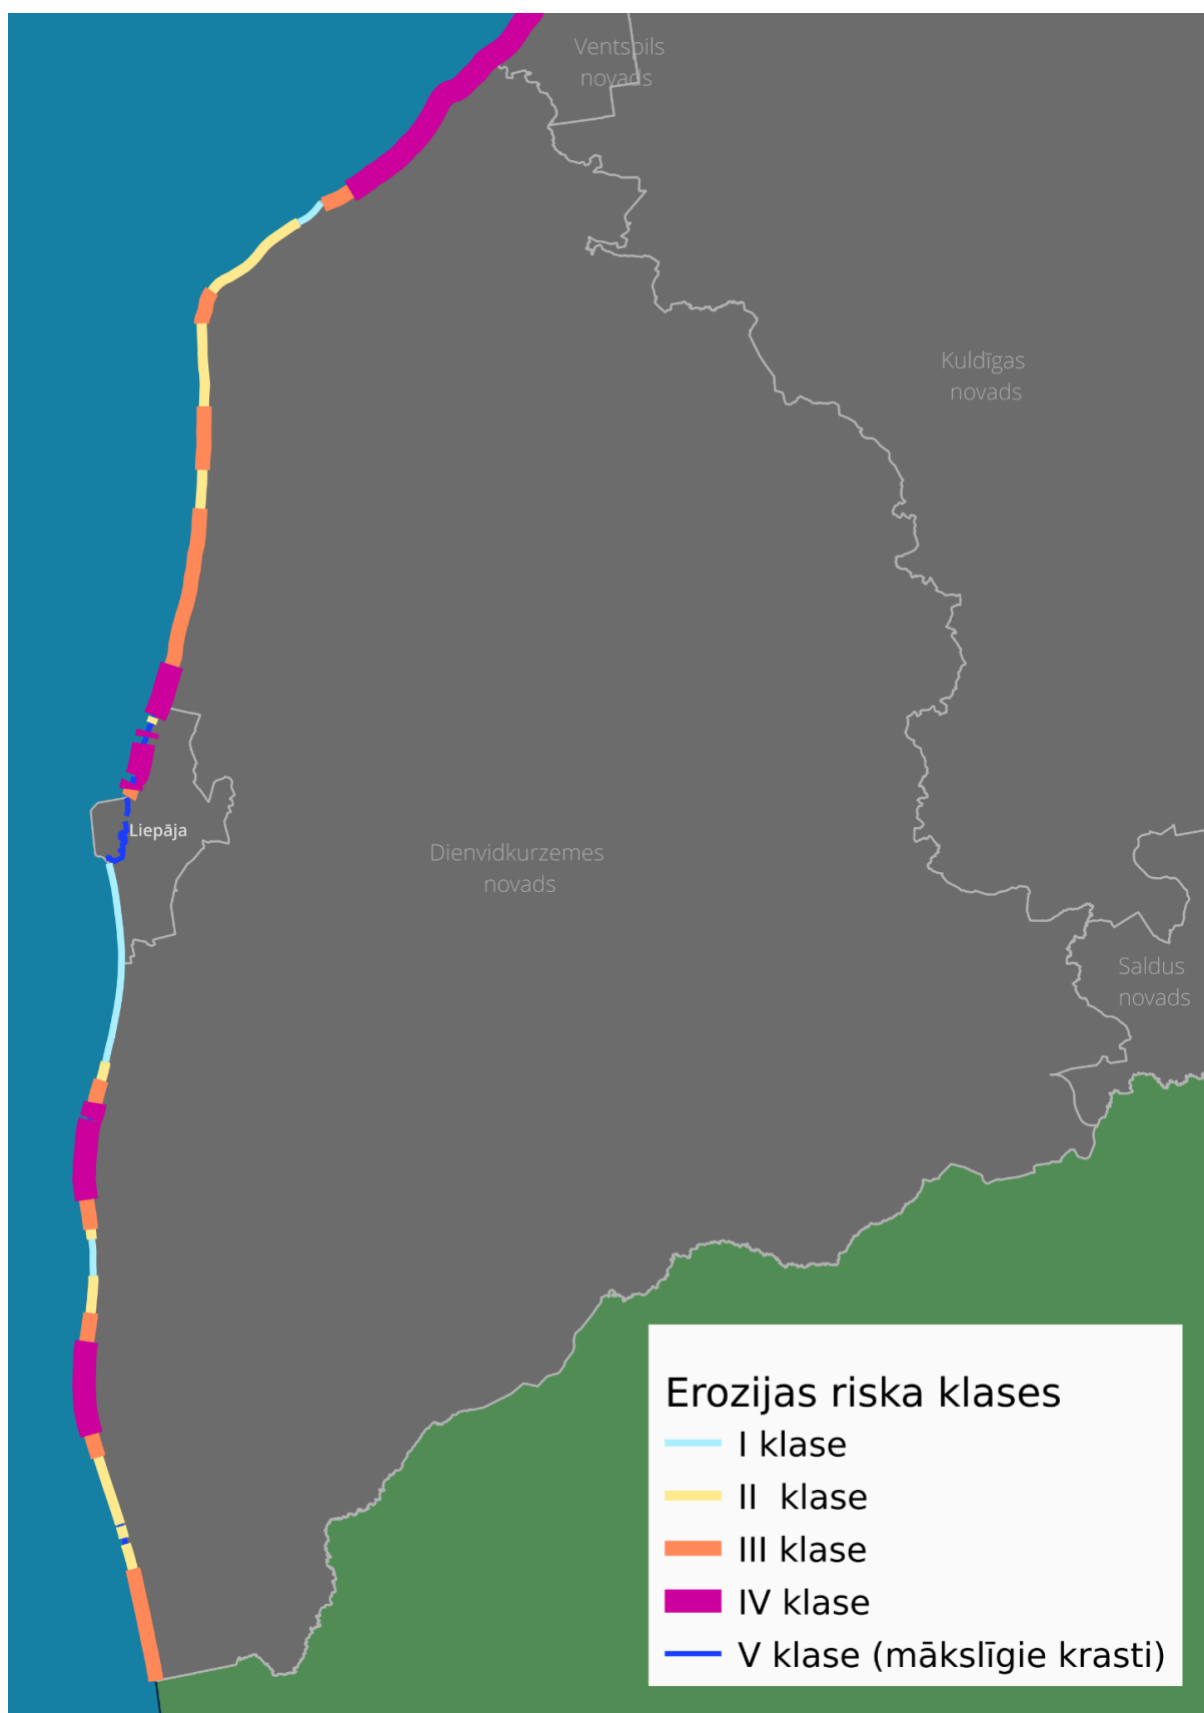 Ventspils
novads
Kuldīgas
novads
Liepāja
Dienvidkurzemes
novads
Saldus
novads
Erozijas riska klases
I klase
II klase
III klase
IV klase
V klase (mākslīgie krasti)